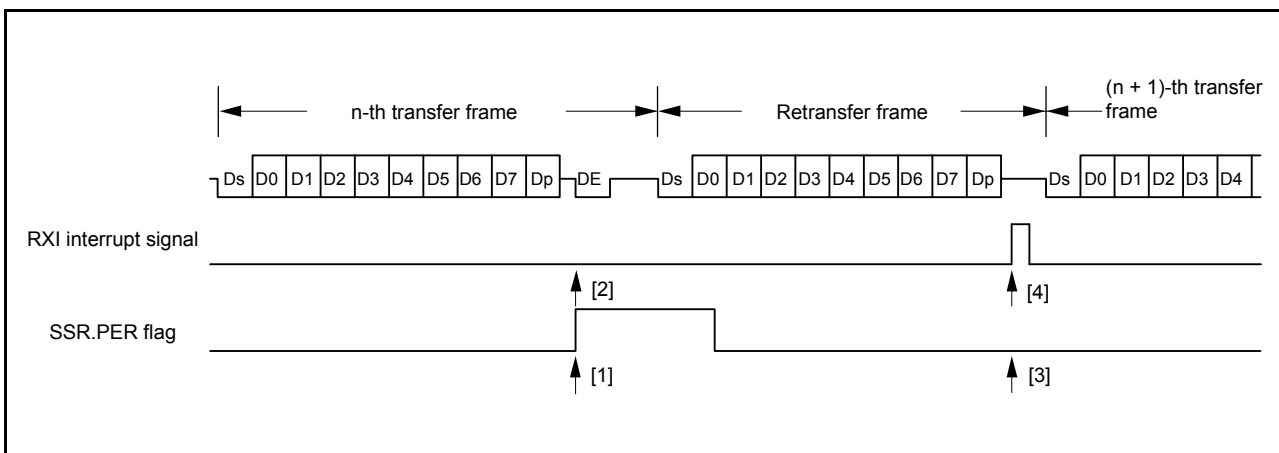 n-th transfer frame
Retransfer frame
(n + 1)-th transfer
frame
Ds D0 D1 D2 D3 D4 D5 D6 D7 Dp DE Ds D0 D1 D2 D3 D4 D5 D6 D7 Dp Ds D0 D1 D2 D3 D4
RXI interrupt signal
[2]
[4]
SSR.PER flag
[1]
[3]